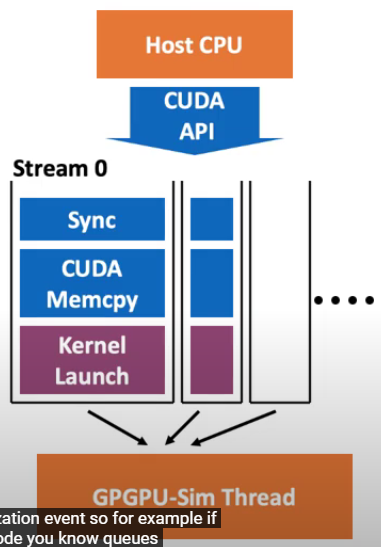 Host CPU
CUDA
API
Stream 0
Sync
CUDA
Memcpy
Kernel
Launch
GPGPU-Sim Thread
zation event so for example if
ode you know queues